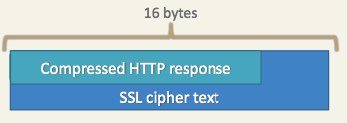 16 bytes
Compressed HTTP response
SSL cipher text